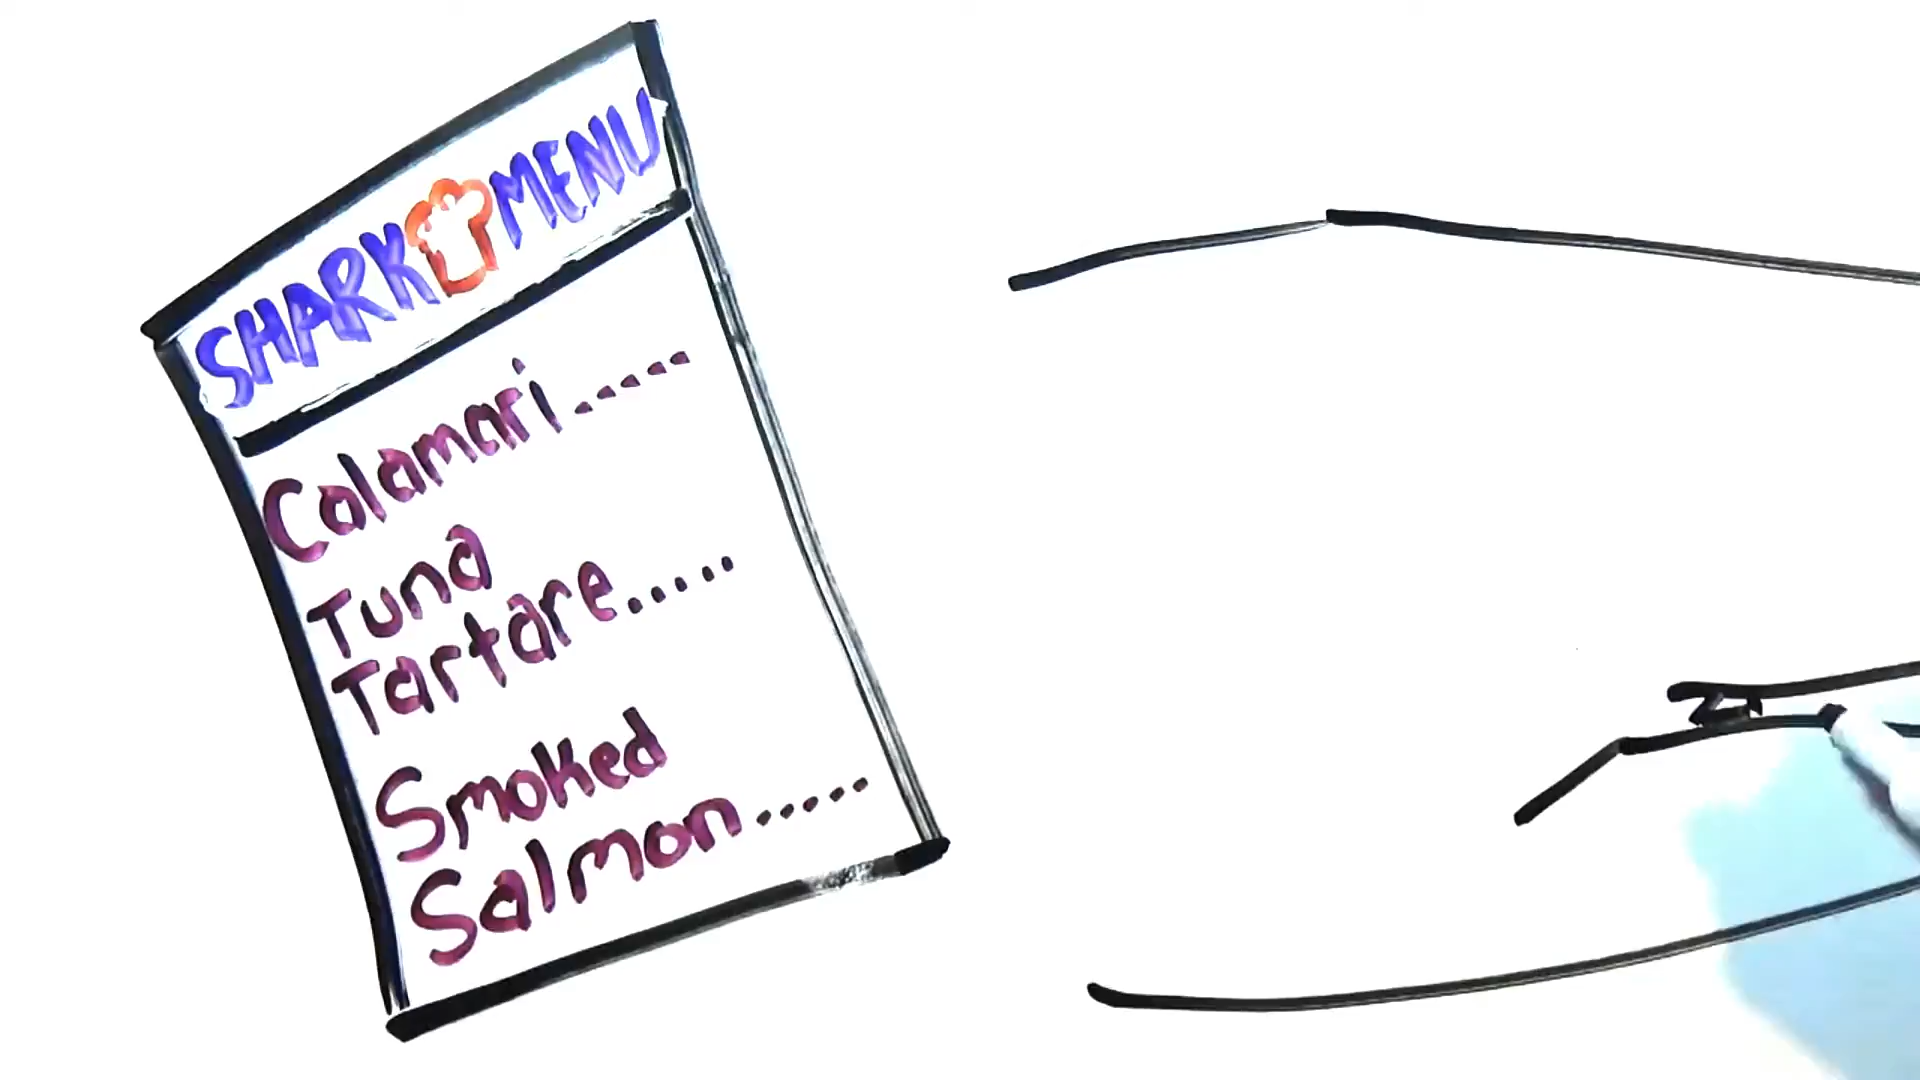 SHARK MENU
Calamari.....
Tuna
Tartare.....
Smoked
Salmon.....